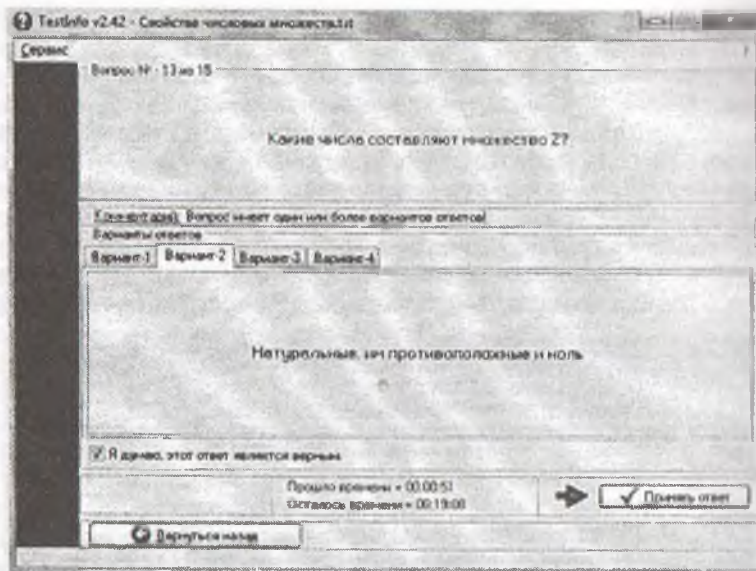 TestInfo v2.42 - Свойства числовых множеств.txt
Сервис
Вопрос № - 13 из 15
Какие числа составляют множество Z?
Комментарий: Вопрос имеет один или более вариантов ответов!
Варианты ответов
Вариант-1 Вариант-2 Вариант-3 Вариант-4
Натуральные, им противоположные и ноль
Я думаю, этот ответ является верным
Прошло времени = 00:00:51
Осталось времени = 00:19:08
Принять ответ
Вернуться назад